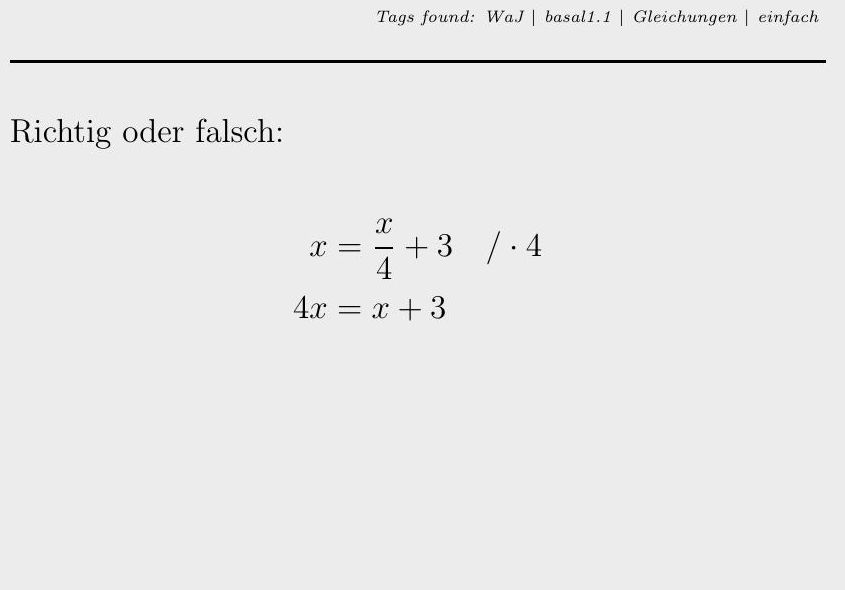 Tags found: WaJ | basal1.1 | Gleichungen | einfach
Richtig oder falsch:
x = x/4 + 3 / · 4
4x = x + 3